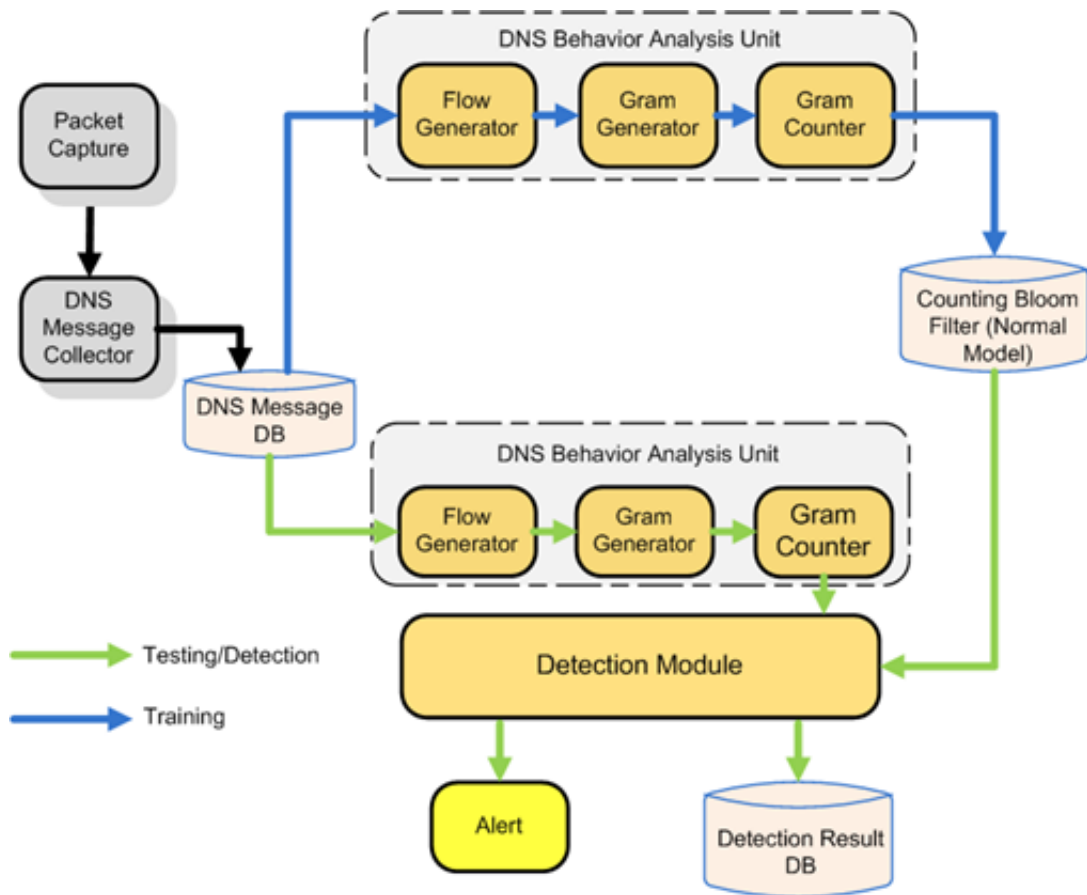 DNS Behavior Analysis Unit
Flow
Generator
Gram
Generator
Gram
Counter
Packet
Capture
DNS
Message
Collector
Counting Bloom
Filter (Normal
Model)
DNS Message
DB
DNS Behavior Analysis Unit
Flow
Generator
Gram
Generator
Gram
Counter
Testing/Detection
Training
Detection Module
Alert
Detection Result
DB